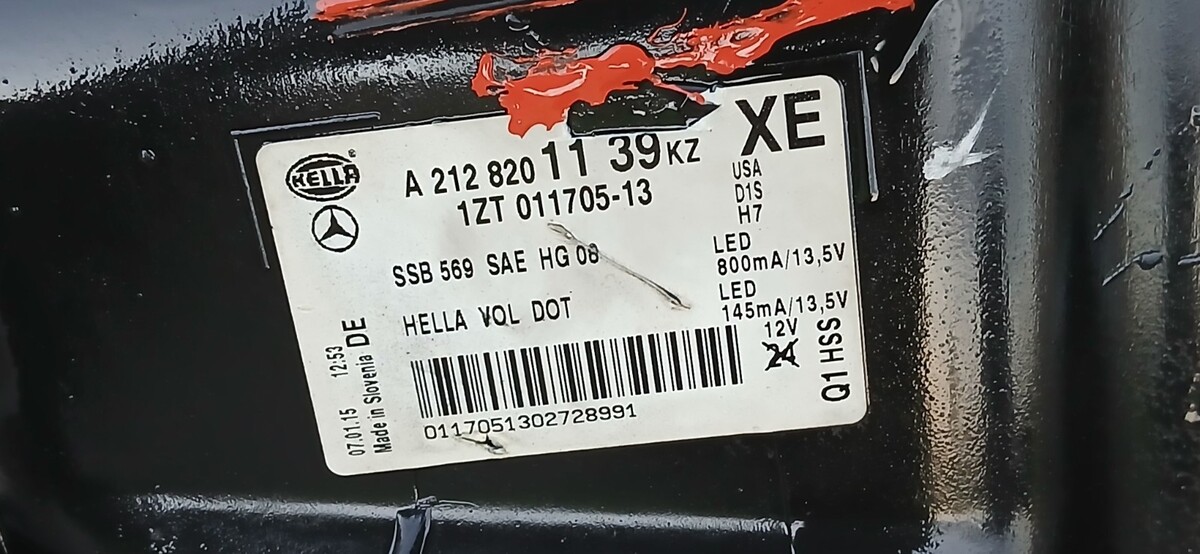 HELLA
XE
A 212 820 11 39 KZ
1ZT 011705-13
USA
D1S
H7
SSB 569 SAE HG 08
LED
800mA/13,5V
HELLA VOL DOT
LED
145mA/13,5V
12V
24
Q1 HSS
07.01.15 12:53
Made in Slovenia DE
0117051302728991